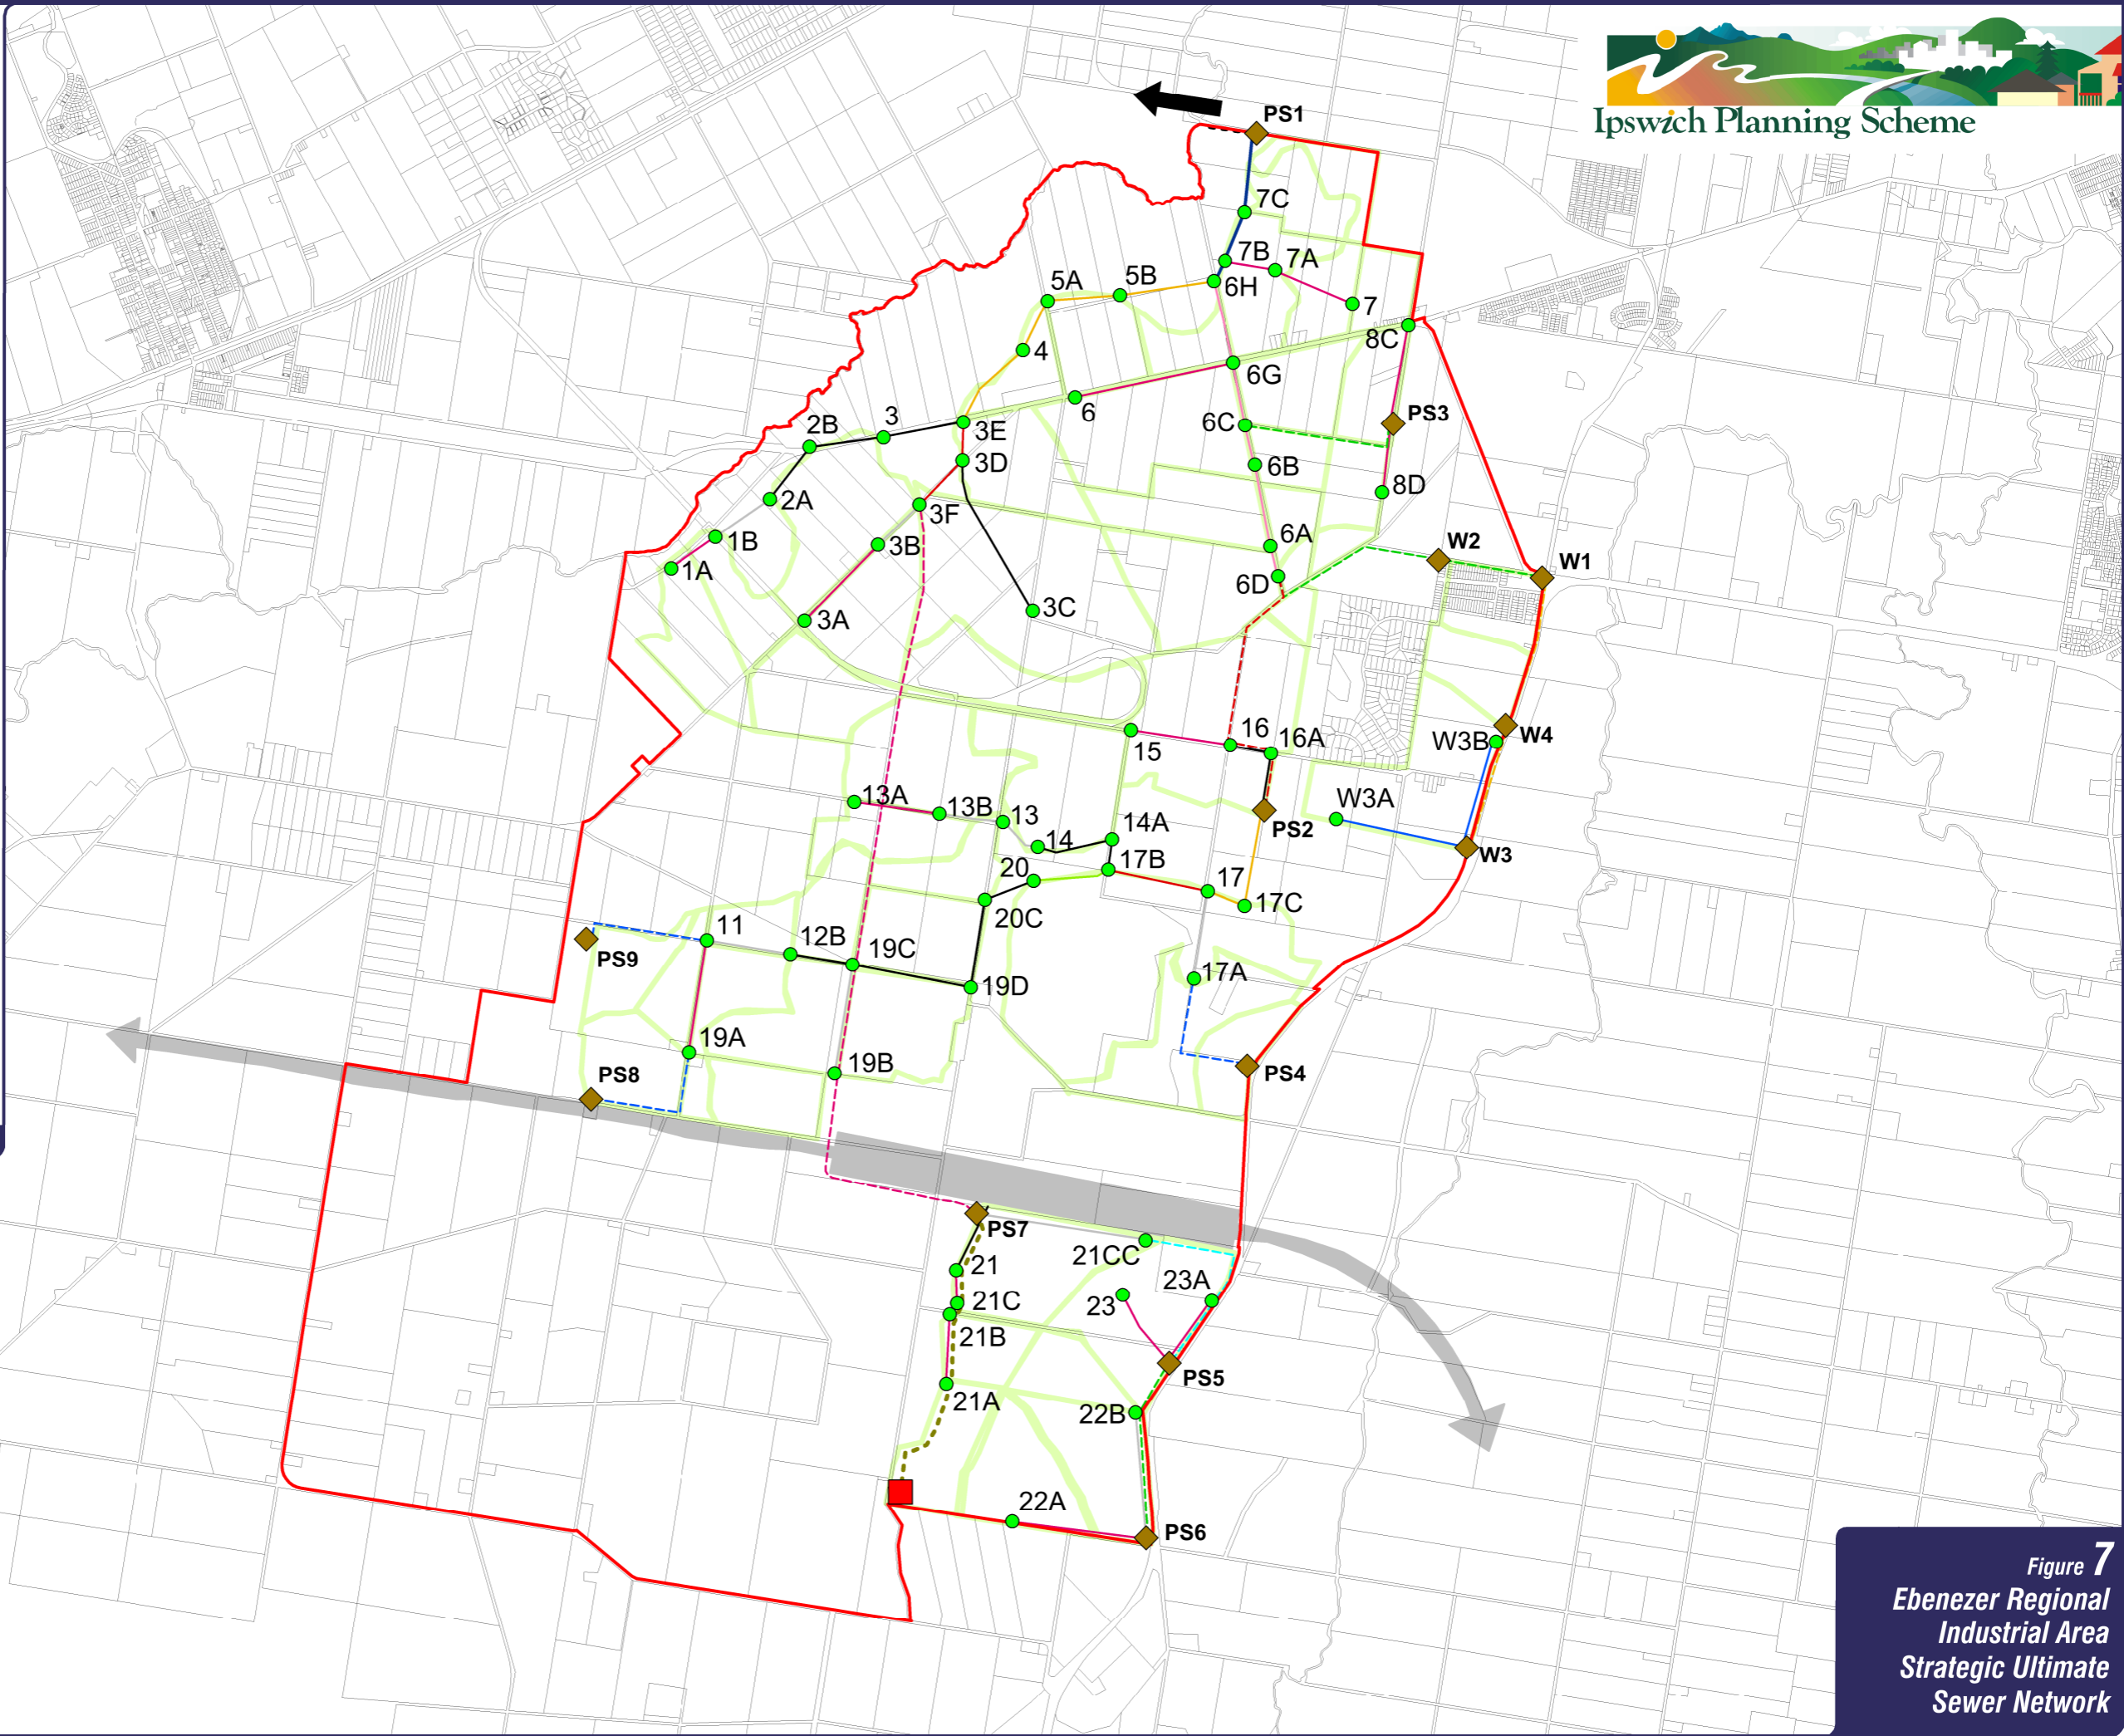 Ipswich Planning Scheme
PS1
7C
7B
7A
5A
5B
6H
7
8C
4
6G
6
PS3
3
2B
3E
6C
3D
6B
2A
8D
3F
1B
3B
6A
W2
W1
1A
6D
3C
3A
16
16A
W3B
W4
15
13A
13B
13
W3A
14
14A
PS2
17B
W3
20
17
17C
20C
11
12B
19C
PS9
17A
19D
19A
19B
PS4
PS8
PS7
21CC
21
23A
21C
23
21B
PS5
21A
22B
22A
PS6
Figure 7
Ebenezer Regional
Industrial Area
Strategic Ultimate
Sewer Network